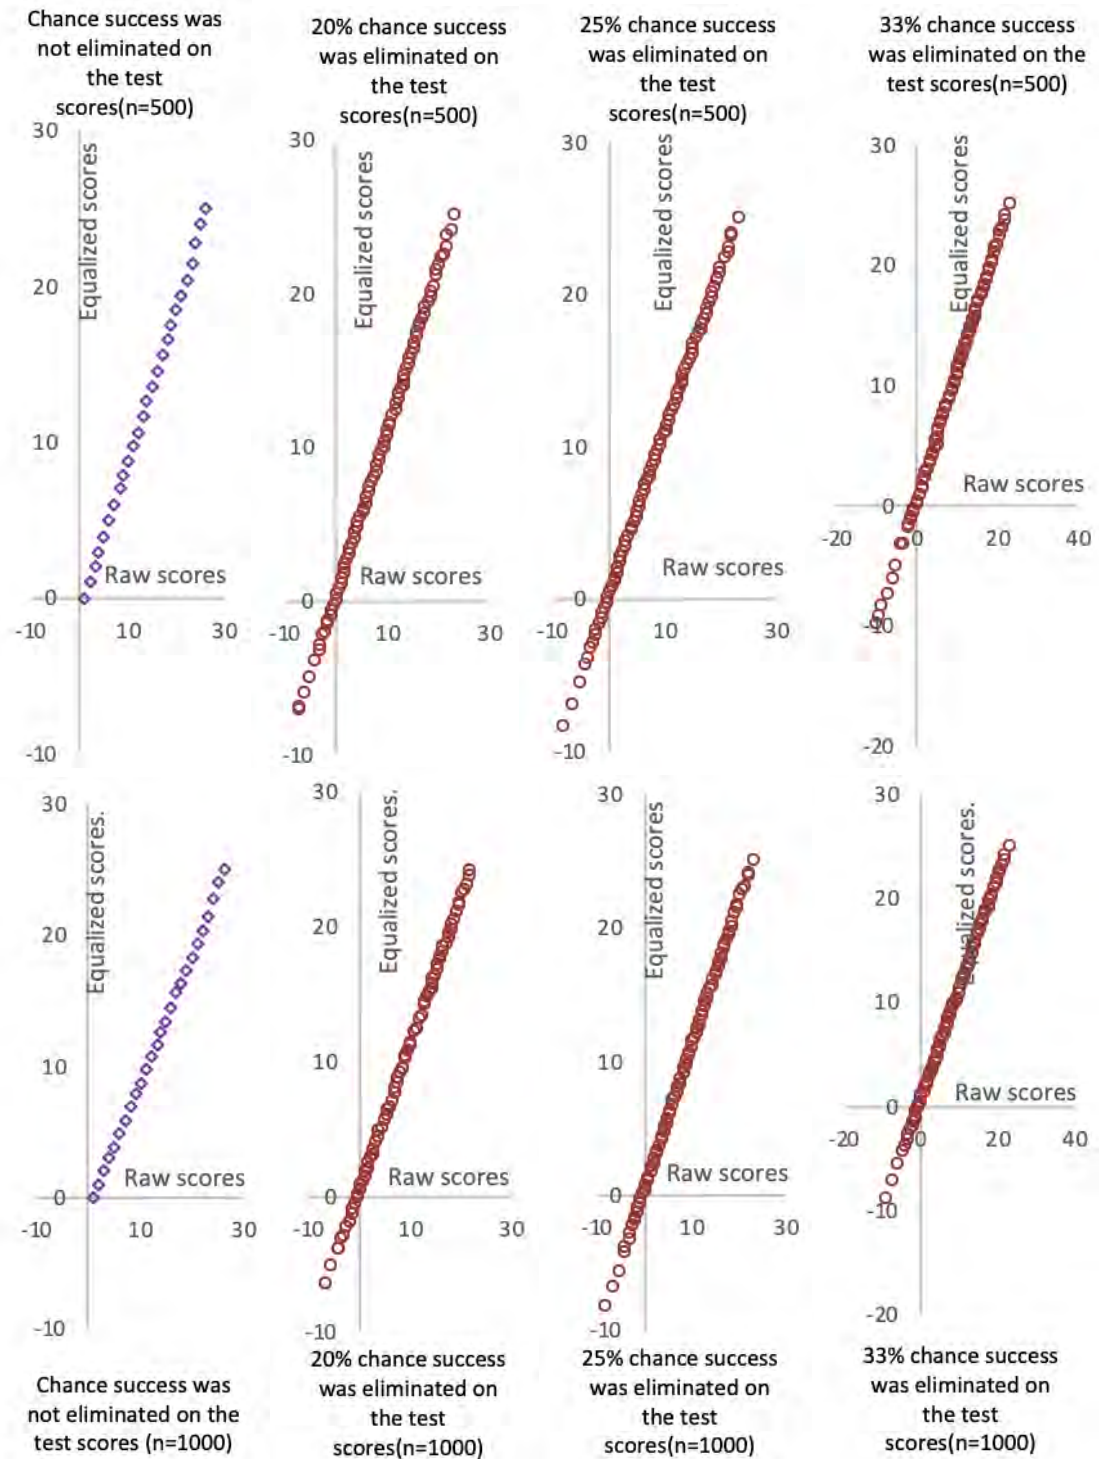 Chance success was
not eliminated on
the test
scores(n=500)
30
Equalized scores
20
10
Raw scores
0
-10
10
30
-10
20% chance success
was eliminated on
the test
scores(n=500)
30
Equalized scores
20
10
Raw scores
0
-10
10
30
-10
25% chance success
was eliminated on
the test
scores(n=500)
30
Equalized scores
20
10
Raw scores
0
-10
10
30
-10
33% chance success
was eliminated on the
test scores(n=500)
30
Equalized scores
20
10
Raw scores
0
-20
0
20
40
-10
-20
30
Equalized scores.
20
10
Raw scores
0
-10
10
30
-10
Chance success was
not eliminated on the
test scores (n=1000)
30
Equalized scores.
20
10
Raw scores
0
-10
10
30
-10
20% chance success
was eliminated on
the test
scores(n=1000)
30
Equalized scores
20
10
Raw scores
0
-10
10
30
-10
25% chance success
was eliminated on
the test
scores(n=1000)
30
Equalized scores.
20
10
Raw scores
0
-20
0
20
40
-10
-20
33% chance success
was eliminated on
the test
scores(n=1000)